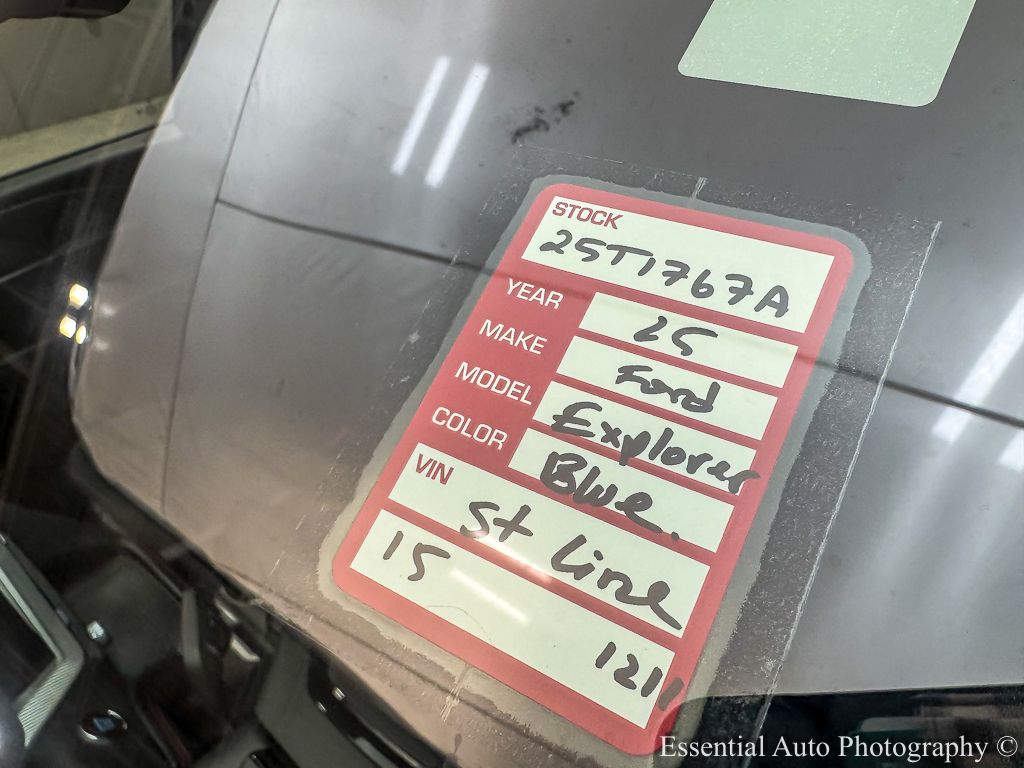 STOCK
25T1767A
YEAR 25
MAKE Ford
MODEL Explorer
COLOR Blue.
VIN
St Line
15
1211
Essential Auto Photography ©